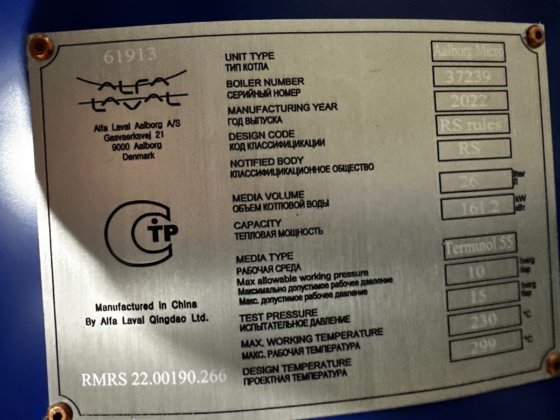 61913
ALFA
LAVAL
Alfa Laval Aalborg A/S
Gasvaerksvej 21
9000 Aalborg
Denmark
CTP
Manufactured in China
By Alfa Laval Qingdao Ltd.
RMRS 22.00190.266
UNIT TYPE Aalborg Micro
ТИП КОТЛА
BOILER NUMBER 37239
СЕРИЙНЫЙ НОМЕР
MANUFACTURING YEAR 2022
ГОД ВЫПУСКА
DESIGN CODE RS rules
КОД КЛАССИФИКАЦИИ
NOTIFIED BODY RS
КЛАССИФИКАЦИОННОЕ ОБЩЕСТВО
MEDIA VOLUME 26 liter
ОБЪЕМ КОТЛОВОЙ ВОДЫ л
CAPACITY 161.2 kW
ТЕПЛОВАЯ МОЩНОСТЬ кВт
MEDIA TYPE Terminol 55
РАБОЧАЯ СРЕДА
Max allowable working pressure 10 barg
Максимально допустимое рабочее давление бар
Макс. допустимое рабочее давление
TEST PRESSURE 15 barg
ИСПЫТАТЕЛЬНОЕ ДАВЛЕНИЕ бар
MAX. WORKING TEMPERATURE 230 °C
МАКС. РАБОЧАЯ ТЕМПЕРАТУРА
DESIGN TEMPERATURE 299 °C
ПРОЕКТНАЯ ТЕМПЕРАТУРА